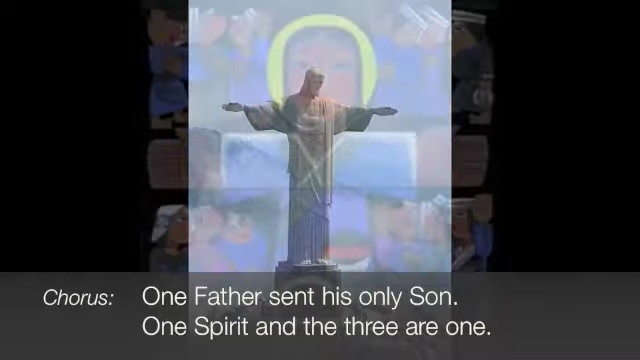 Chorus: One Father sent his only Son.
One Spirit and the three are one.